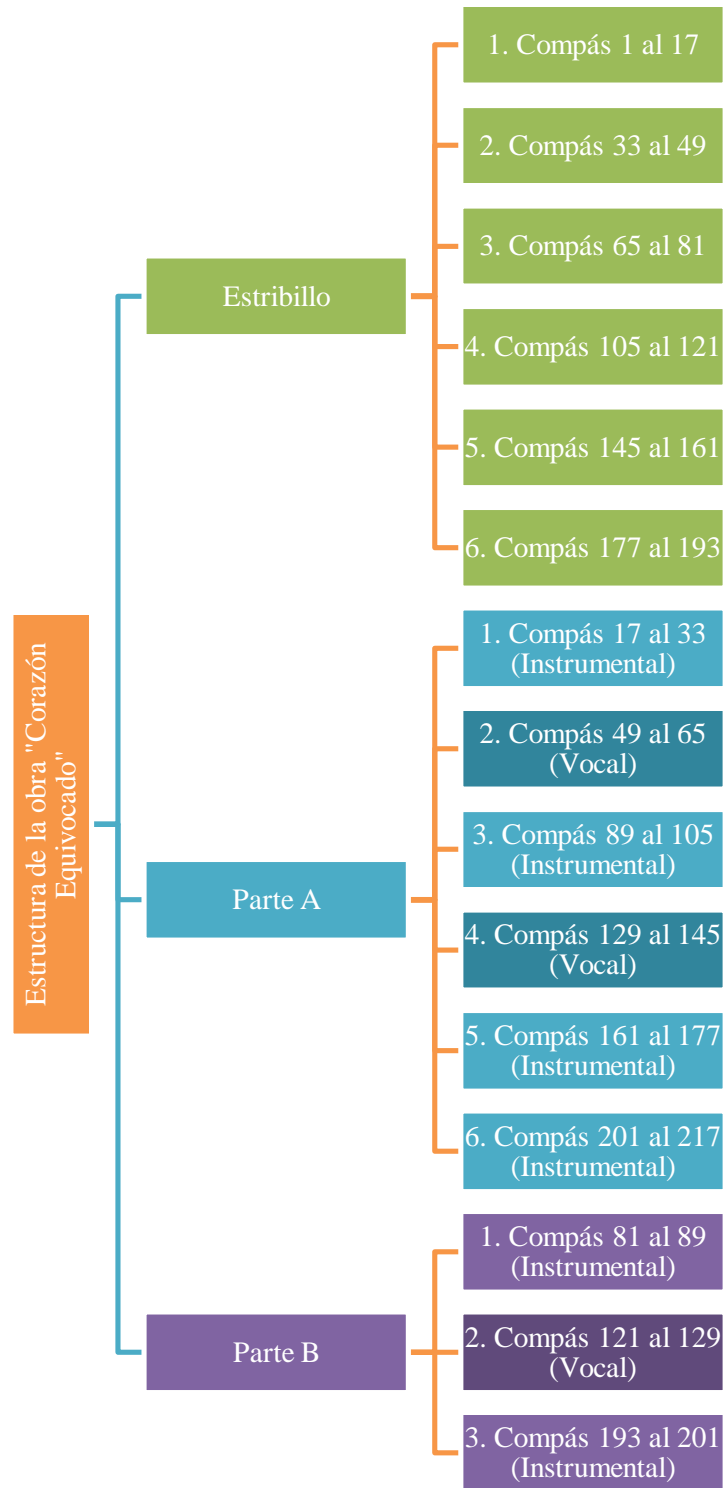 Estructura de la obra "Corazón
Equivocado"
Estribillo
1. Compás 1 al 17
2. Compás 33 al 49
3. Compás 65 al 81
4. Compás 105 al 121
5. Compás 145 al 161
6. Compás 177 al 193
Parte A
1. Compás 17 al 33
(Instrumental)
2. Compás 49 al 65
(Vocal)
3. Compás 89 al 105
(Instrumental)
4. Compás 129 al 145
(Vocal)
5. Compás 161 al 177
(Instrumental)
6. Compás 201 al 217
(Instrumental)
Parte B
1. Compás 81 al 89
(Instrumental)
2. Compás 121 al 129
(Vocal)
3. Compás 193 al 201
(Instrumental)